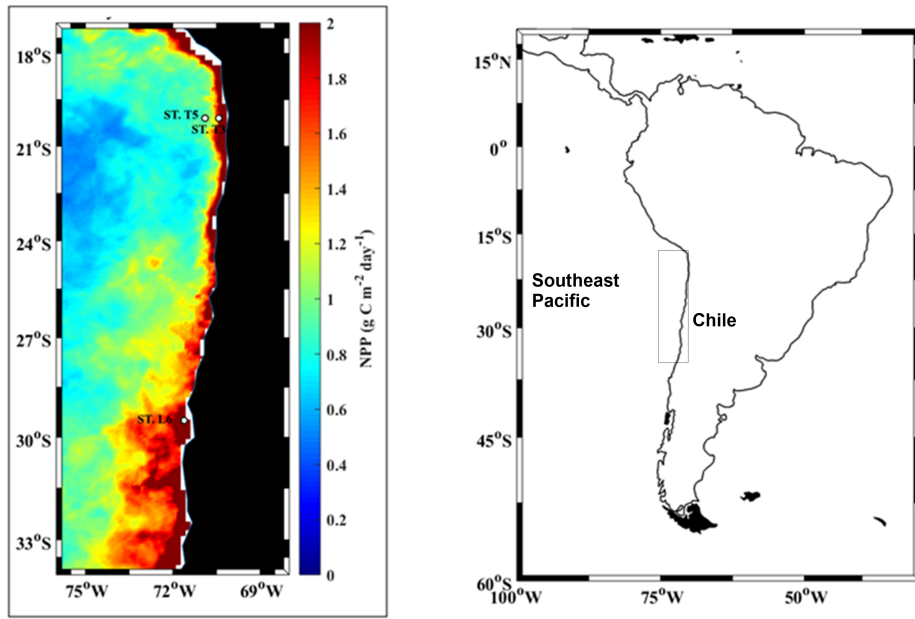 18°S
21°S
24°S
27°S
30°S
33°S
75°W
72°W
69°W
ST. T5
ST. L6
2
1.8
1.6
1.4
1.2
1
0.8
0.6
0.4
0.2
0
NPP (g C m⁻² day⁻¹)
15°N
0°
15°S
30°S
45°S
60°S
100°W
75°W
50°W
Southeast
Pacific
Chile